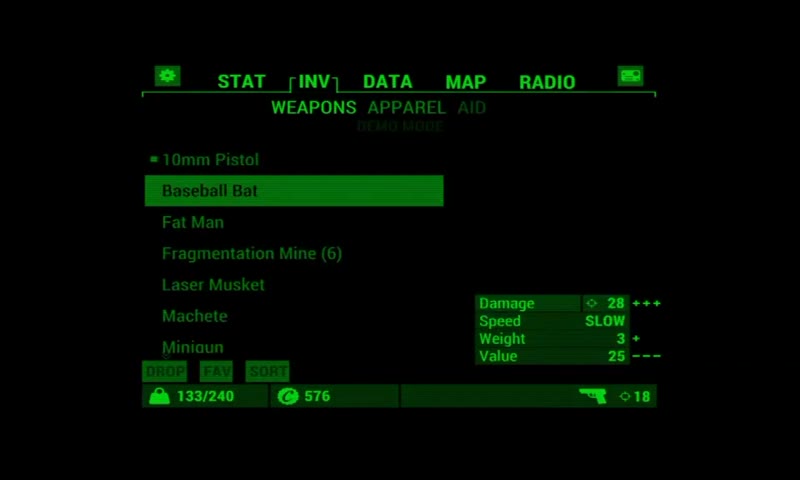 STAT INV DATA MAP RADIO
WEAPONS APPAREL AID
DEMO MODE
10mm Pistol
Baseball Bat
Fat Man
Fragmentation Mine (6)
Laser Musket
Machete
Minigun
Damage 28 +++
Speed SLOW
Weight 3 +
Value 25 ---
DROP FAV SORT
133/240 576 18